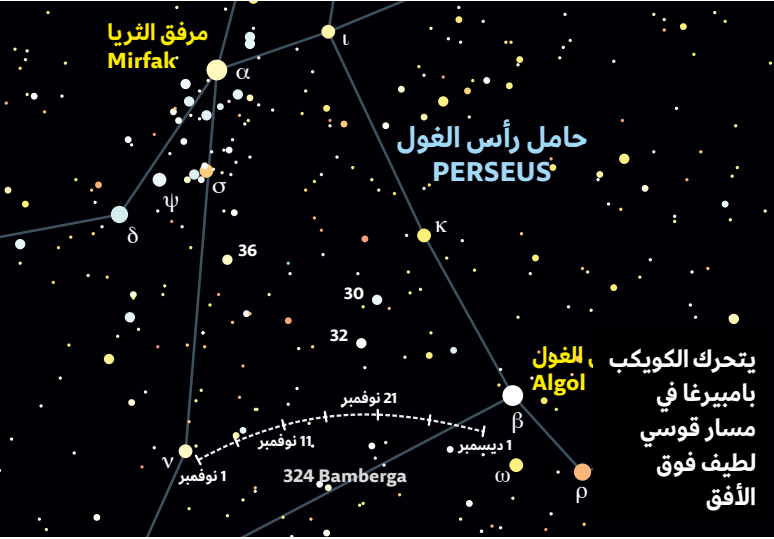 مرفق الثريا
Mirfak
α
ι
حامل رأس الغول
PERSEUS
σ
ψ
δ
κ
36
30
32
الغول
Algol
يتحرك الكويكب
بامبيرغا في
مسار قوسي
لطيف فوق
الأفق
21 نوفمبر
β
11 نوفمبر
1 ديسمبر
ν
1 نوفمبر
324 Bamberga
ω
ρ